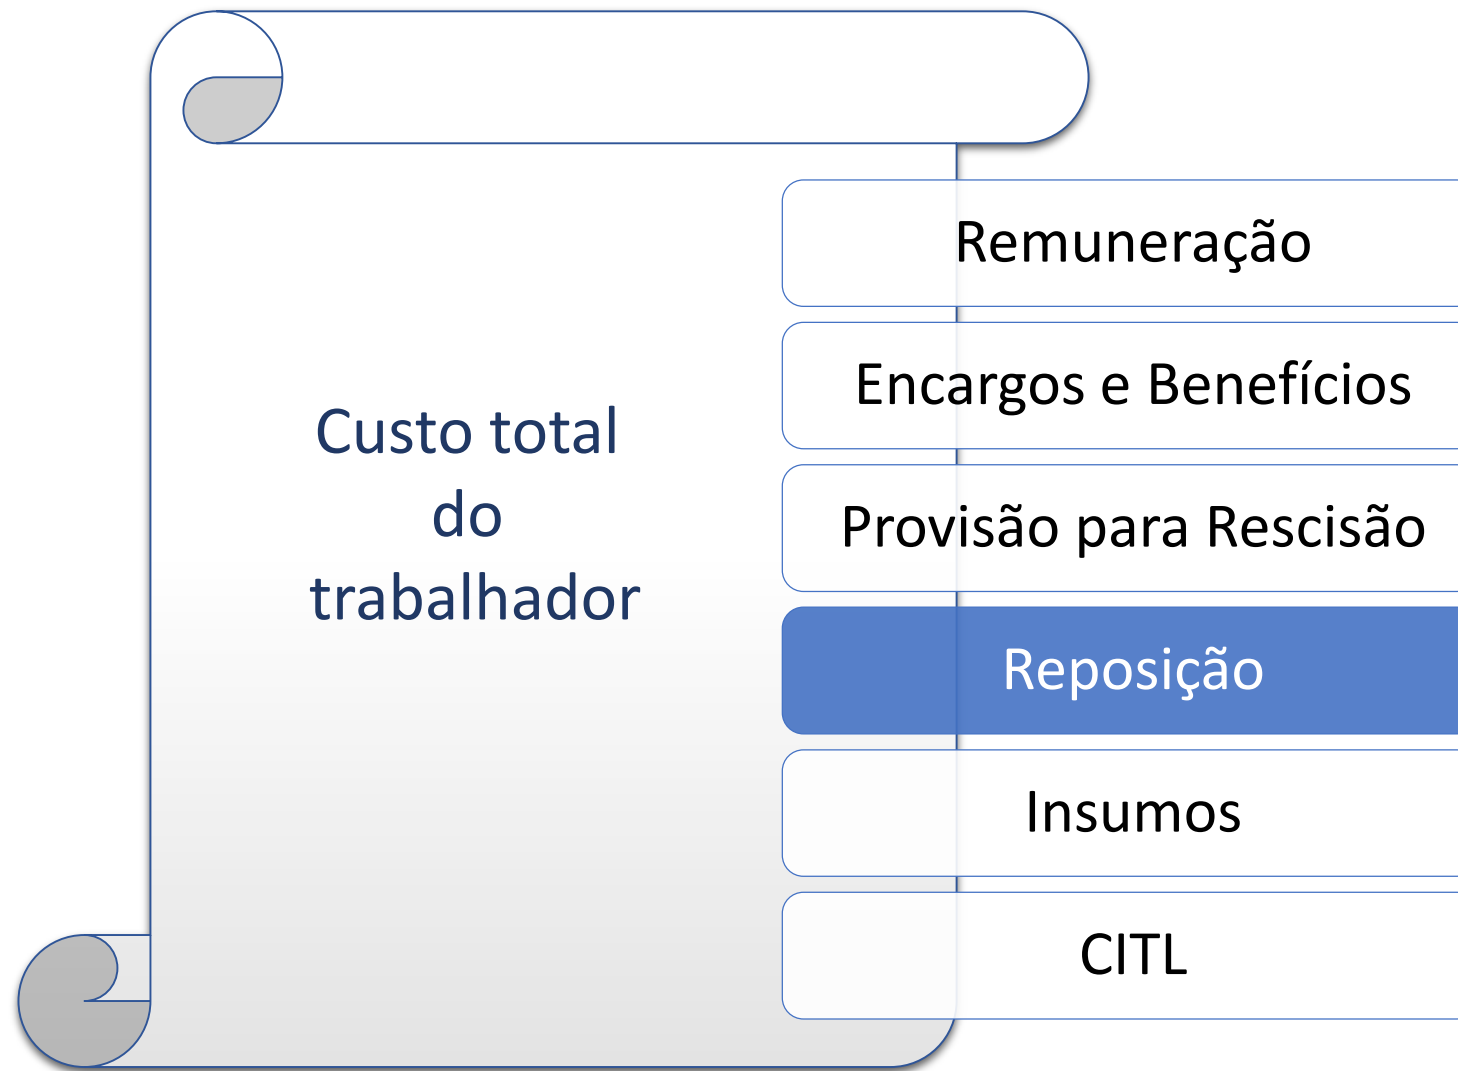 Custo total
do
trabalhador
Remuneração
Encargos e Benefícios
Provisão para Rescisão
Reposição
Insumos
CITL